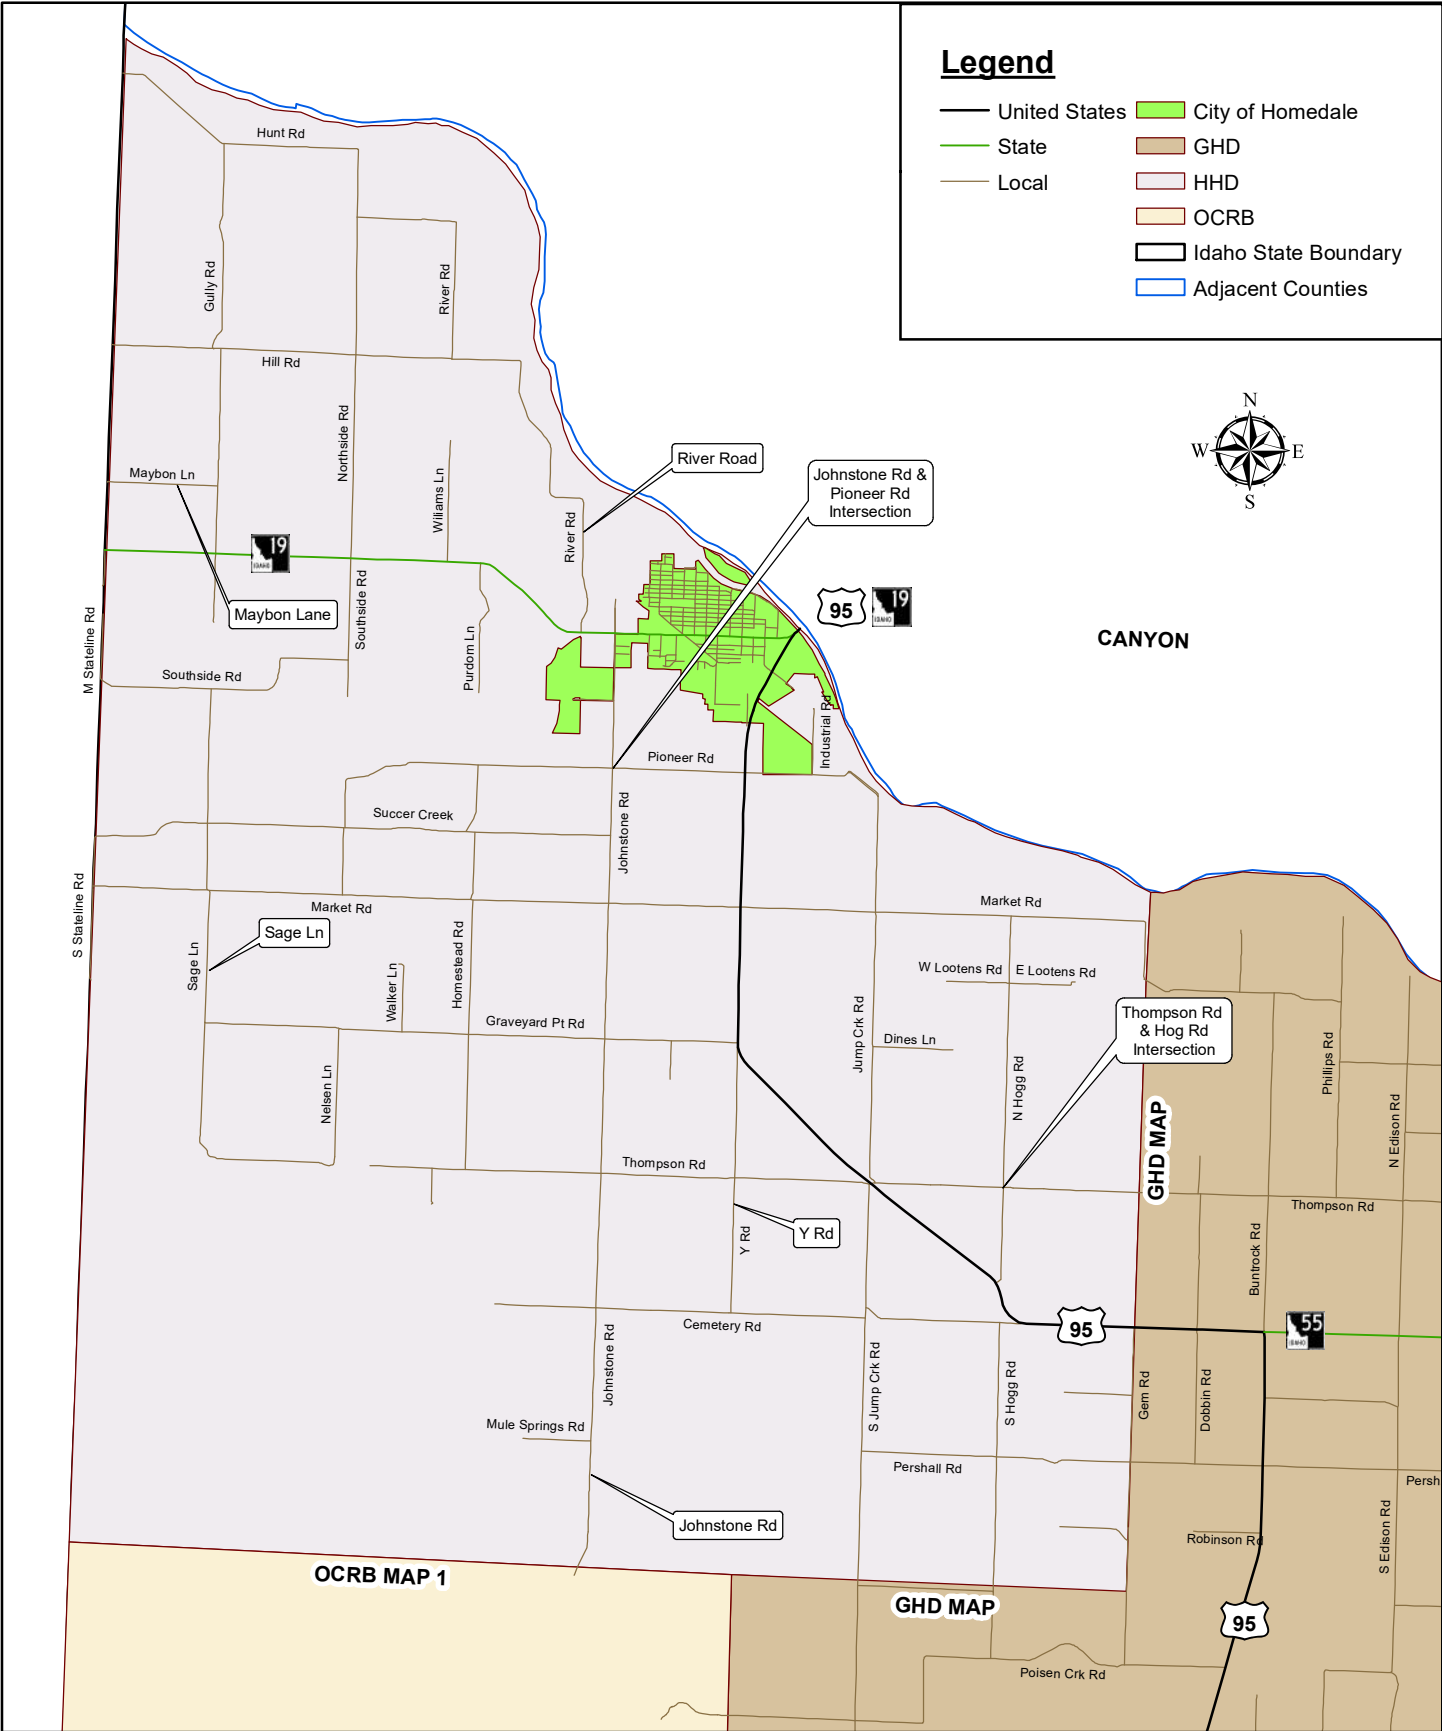 Legend
United States
State
Local
City of Homedale
GHD
HHD
OCRB
Idaho State Boundary
Adjacent Counties
N
W
E
S
Hunt Rd
Gully Rd
River Rd
Hill Rd
Northside Rd
Maybon Ln
Wiliams Ln
River Road
Johnstone Rd &
Pioneer Rd
Intersection
River Rd
19
IDAHO
Maybon Lane
Southside Rd
95
19
IDAHO
CANYON
M Stateline Rd
Southside Rd
Purdom Ln
Industrial Rd
Pioneer Rd
Succer Creek
Johnstone Rd
S Stateline Rd
Market Rd
Market Rd
Sage Ln
Sage Ln
Walker Ln
Homestead Rd
W Lootens Rd
E Lootens Rd
Graveyard Pt Rd
Jump Crk Rd
Dines Ln
Thompson Rd
& Hog Rd
Intersection
Nelsen Ln
N Hogg Rd
Phillips Rd
N Edison Rd
GHD MAP
Thompson Rd
Thompson Rd
Y Rd
Y Rd
Buntrock Rd
Cemetery Rd
95
55
IDAHO
Johnstone Rd
S Jump Crk Rd
S Hogg Rd
Gem Rd
Dobbin Rd
Mule Springs Rd
Pershall Rd
Persh
Johnstone Rd
Robinson Rd
S Edison Rd
OCRB MAP 1
GHD MAP
95
Poisen Crk Rd